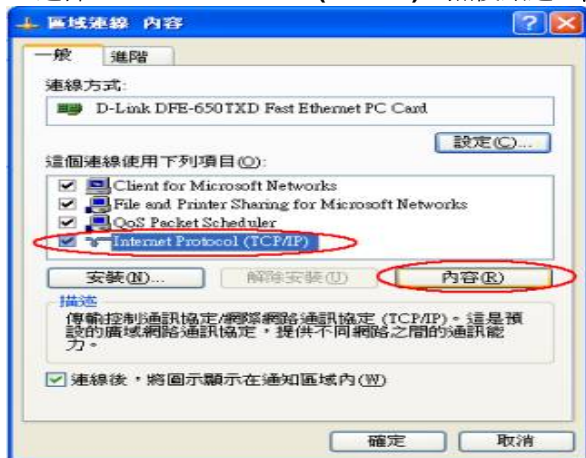 區域連線 內容
一般
進階
連線方式:
D-Link DFE-650TXD Fast Ethernet PC Card
設定(C)...
這個連線使用下列項目(O):
Client for Microsoft Networks
File and Printer Sharing for Microsoft Networks
QoS Packet Scheduler
Internet Protocol (TCP/IP)
安裝(N)...
解除安裝(U)
內容(R)
描述
傳輸控制通訊協定/網際網路通訊協定 (TCP/IP)。這是預
設的廣域網路通訊協定，提供不同網路之間的通訊能
力。
連線後，將圖示顯示在通知區域內(W)
確定
取消